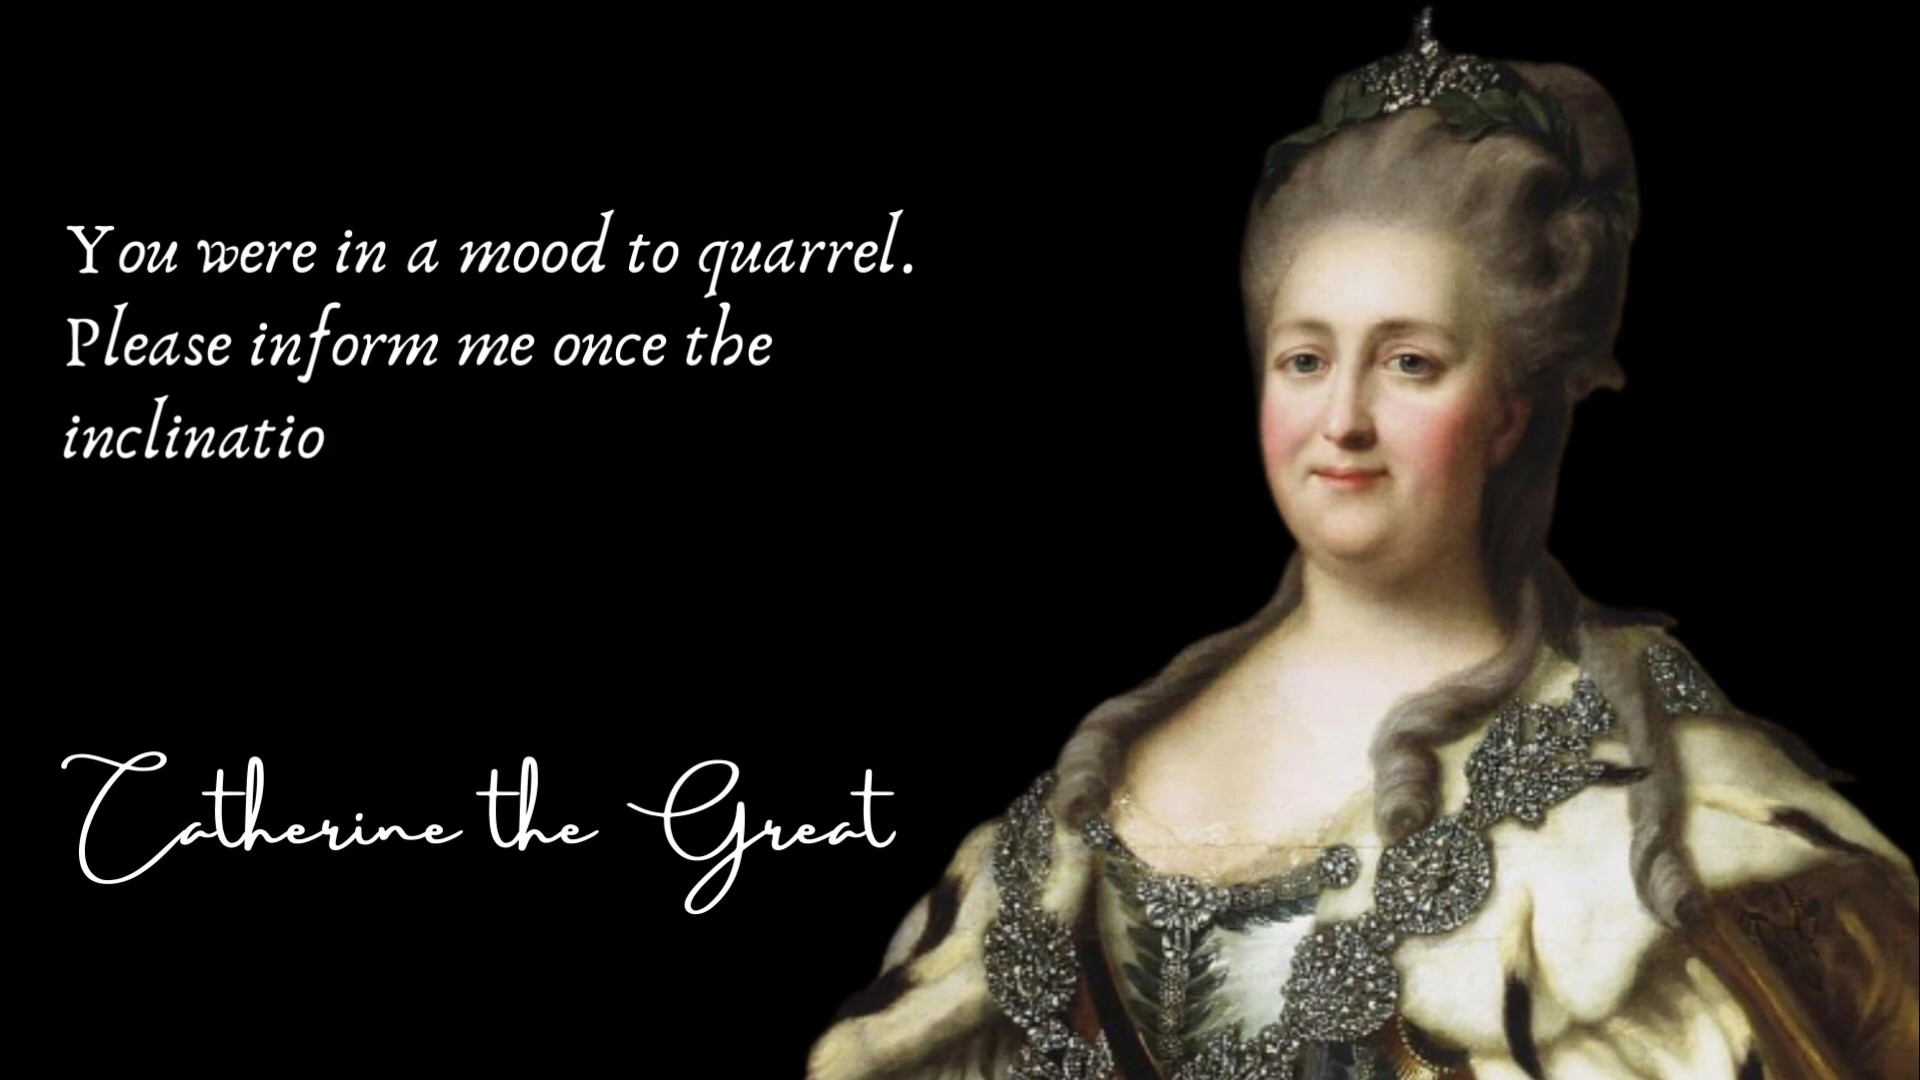 You were in a mood to quarrel.
Please inform me once the
inclinatio
Catherine the Great